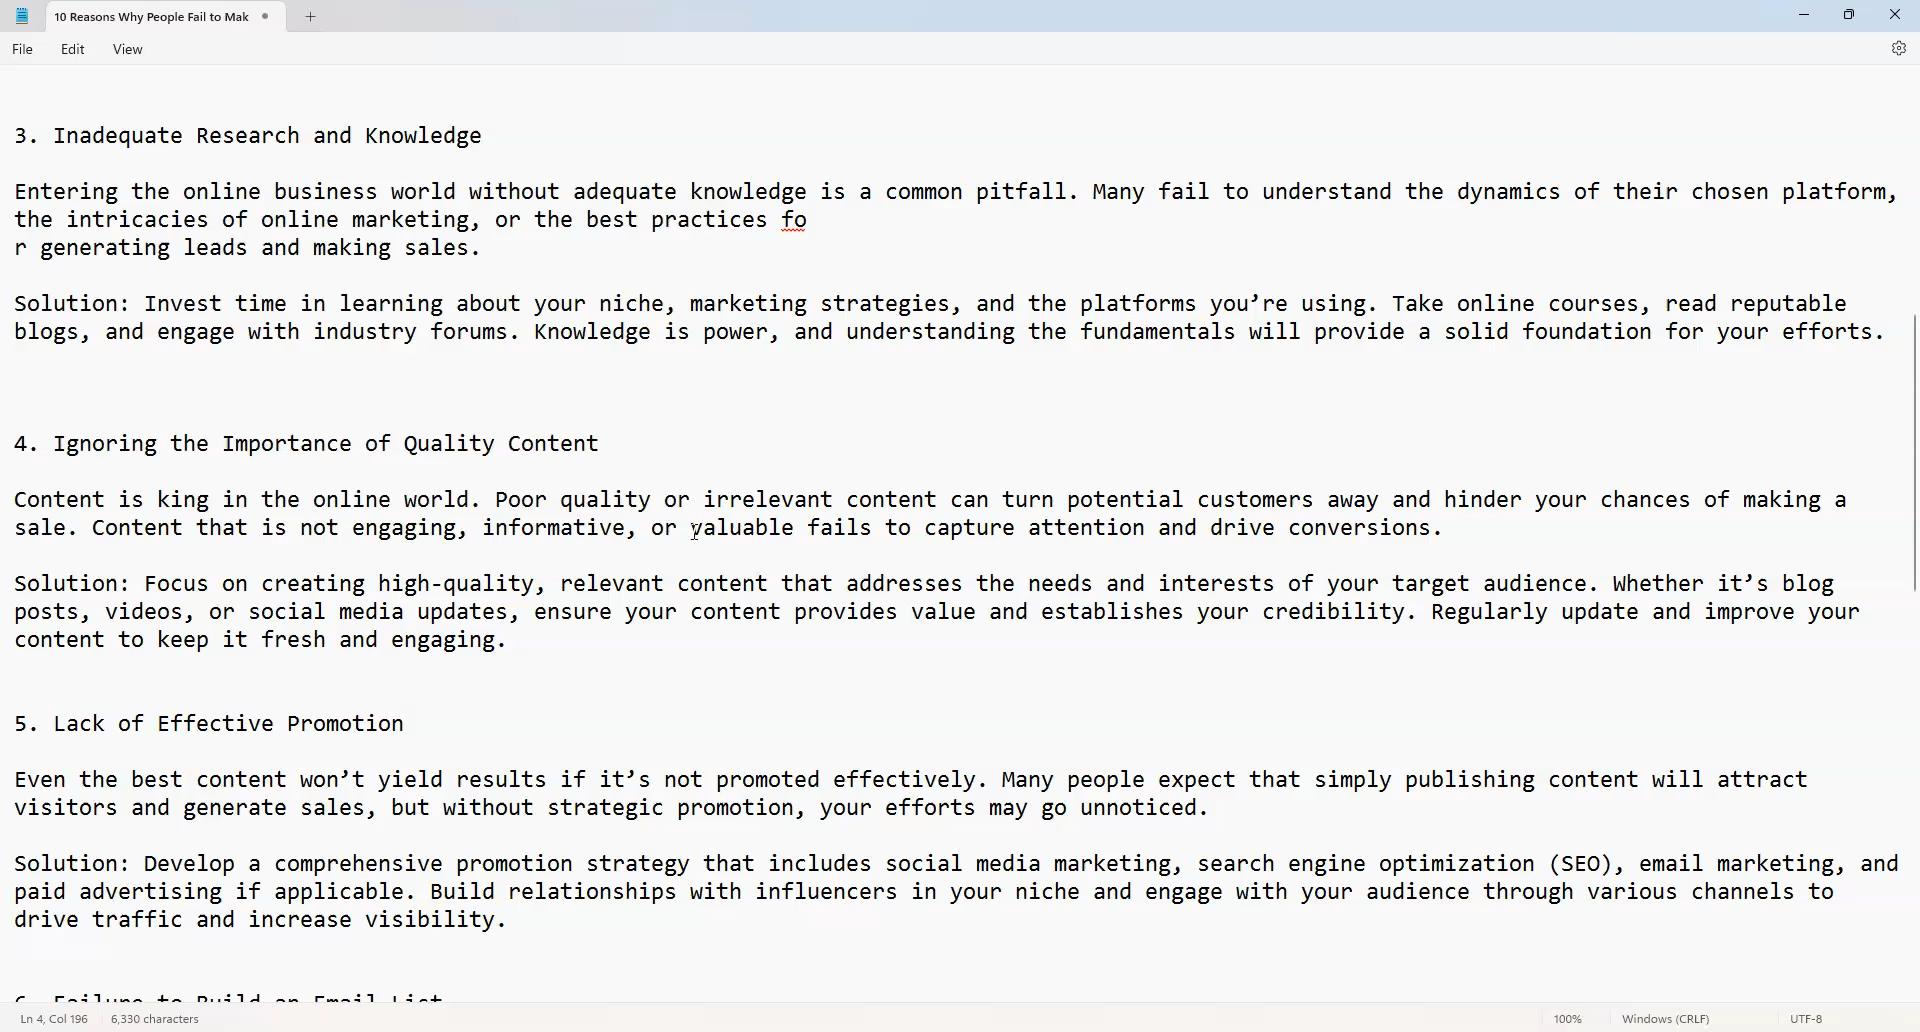 10 Reasons Why People Fail to Mak
File Edit View
3. Inadequate Research and Knowledge
Entering the online business world without adequate knowledge is a common pitfall. Many fail to understand the dynamics of their chosen platform,
the intricacies of online marketing, or the best practices fo
r generating leads and making sales.
Solution: Invest time in learning about your niche, marketing strategies, and the platforms you’re using. Take online courses, read reputable
blogs, and engage with industry forums. Knowledge is power, and understanding the fundamentals will provide a solid foundation for your efforts.
4. Ignoring the Importance of Quality Content
Content is king in the online world. Poor quality or irrelevant content can turn potential customers away and hinder your chances of making a
sale. Content that is not engaging, informative, or valuable fails to capture attention and drive conversions.
Solution: Focus on creating high-quality, relevant content that addresses the needs and interests of your target audience. Whether it’s blog
posts, videos, or social media updates, ensure your content provides value and establishes your credibility. Regularly update and improve your
content to keep it fresh and engaging.
5. Lack of Effective Promotion
Even the best content won’t yield results if it’s not promoted effectively. Many people expect that simply publishing content will attract
visitors and generate sales, but without strategic promotion, your efforts may go unnoticed.
Solution: Develop a comprehensive promotion strategy that includes social media marketing, search engine optimization (SEO), email marketing, and
paid advertising if applicable. Build relationships with influencers in your niche and engage with your audience through various channels to
drive traffic and increase visibility.
6. Failure to Build an Email List
Ln 4, Col 196 6,330 characters 100% Windows (CRLF) UTF-8